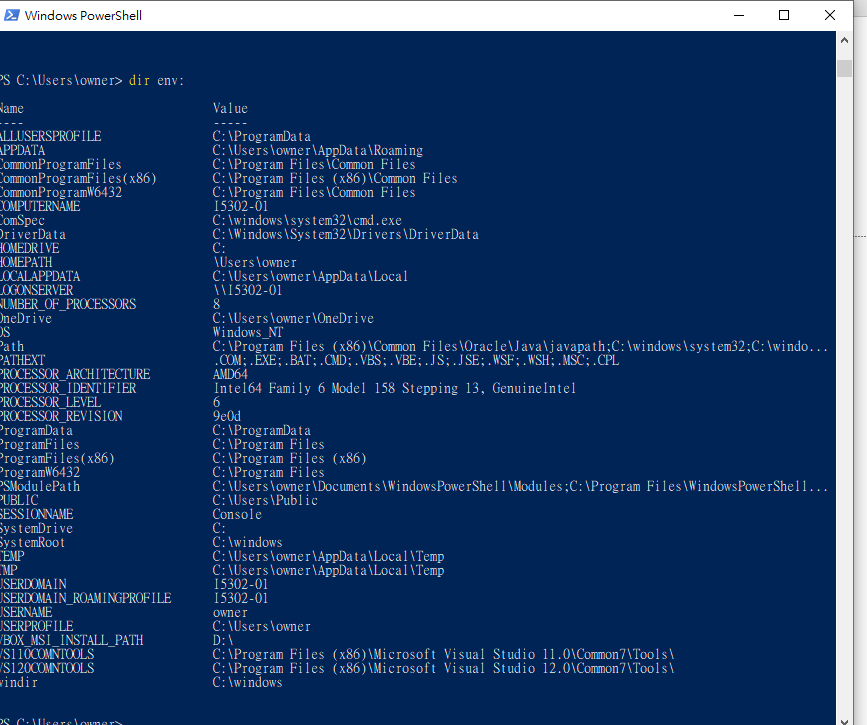 Windows PowerShell
PS C:\Users\owner> dir env:
Name Value
---- -----
ALLUSERSPROFILE C:\ProgramData
APPDATA C:\Users\owner\AppData\Roaming
CommonProgramFiles C:\Program Files\Common Files
CommonProgramFiles(x86) C:\Program Files (x86)\Common Files
CommonProgramW6432 C:\Program Files\Common Files
COMPUTERNAME I5302-01
ComSpec C:\windows\system32\cmd.exe
DriverData C:\Windows\System32\Drivers\DriverData
HOMEDRIVE C:
HOMEPATH \Users\owner
LOCALAPPDATA C:\Users\owner\AppData\Local
LOGONSERVER \\I5302-01
NUMBER_OF_PROCESSORS 8
OneDrive C:\Users\owner\OneDrive
OS Windows_NT
Path C:\Program Files (x86)\Common Files\Oracle\Java\javapath;C:\windows\system32;C:\windo...
PATHEXT .COM;.EXE;.BAT;.CMD;.VBS;.VBE;.JS;.JSE;.WSF;.WSH;.MSC;.CPL
PROCESSOR_ARCHITECTURE AMD64
PROCESSOR_IDENTIFIER Intel64 Family 6 Model 158 Stepping 13, GenuineIntel
PROCESSOR_LEVEL 6
PROCESSOR_REVISION 9e0d
ProgramData C:\ProgramData
ProgramFiles C:\Program Files
ProgramFiles(x86) C:\Program Files (x86)
ProgramW6432 C:\Program Files
PSModulePath C:\Users\owner\Documents\WindowsPowerShell\Modules;C:\Program Files\WindowsPowerShell...
PUBLIC C:\Users\Public
SESSIONNAME Console
SystemDrive C:
SystemRoot C:\windows
TEMP C:\Users\owner\AppData\Local\Temp
TMP C:\Users\owner\AppData\Local\Temp
USERDOMAIN I5302-01
USERDOMAIN_ROAMINGPROFILE I5302-01
USERNAME owner
USERPROFILE C:\Users\owner
VBOX_MSI_INSTALL_PATH D:\
VS110COMNTOOLS C:\Program Files (x86)\Microsoft Visual Studio 11.0\Common7\Tools\
VS120COMNTOOLS C:\Program Files (x86)\Microsoft Visual Studio 12.0\Common7\Tools\
windir C:\windows
PS C:\Users\owner>